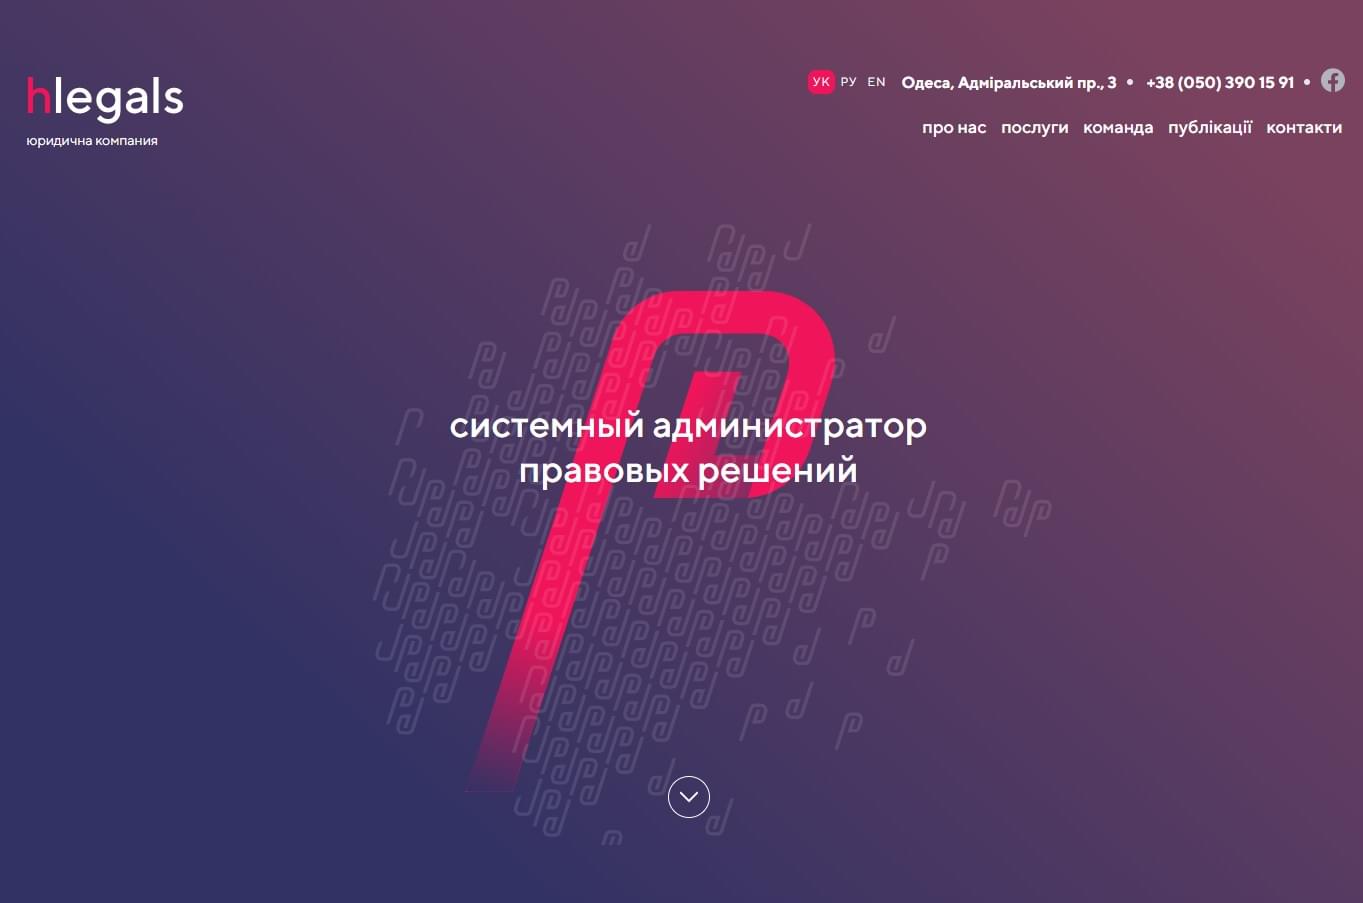 hlegals
юридична компания
УК РУ EN Одеса, Адміральський пр., 3 • +38 (050) 390 15 91 •
про нас послуги команда публікації контакти
системный администратор
правовых решений